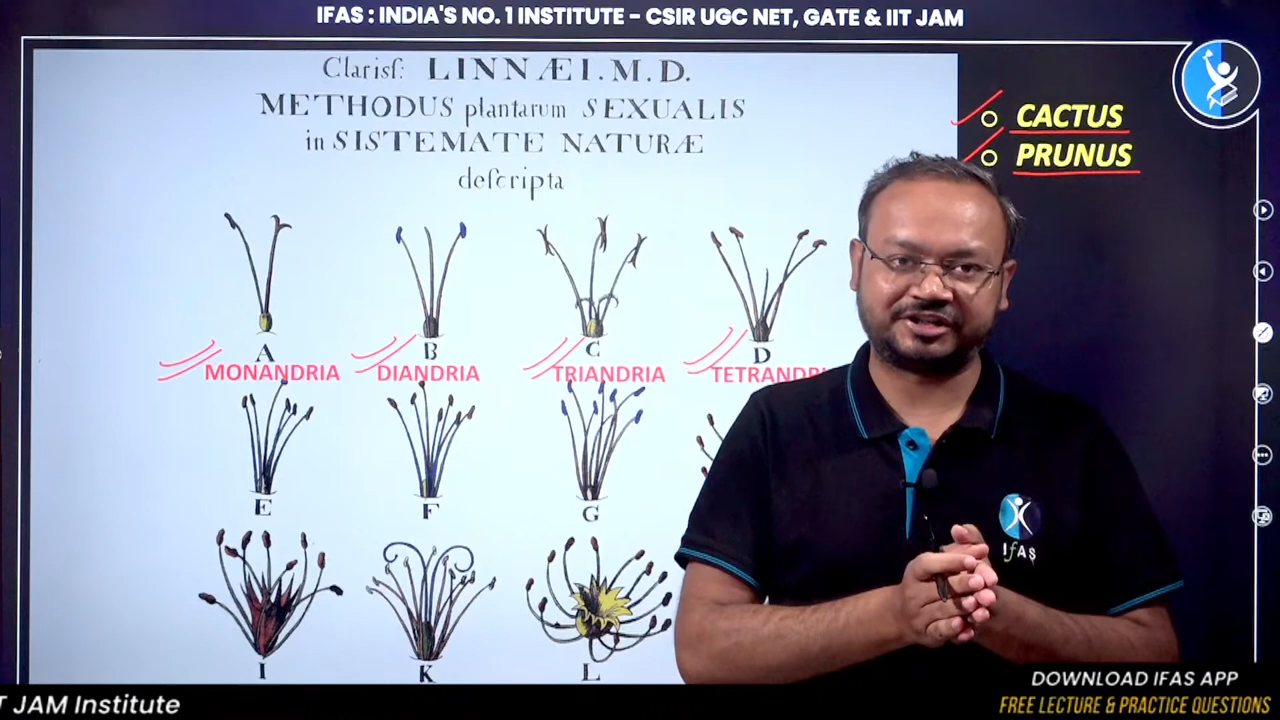 IFAS : INDIA'S NO. 1 INSTITUTE - CSIR UGC NET, GATE & IIT JAM
Clarisſ: LINNÆI. M. D.
METHODUS plantarum SEXUALIS
in SISTEMATE NATURÆ
deſcripta
CACTUS
PRUNUS
A B C D
MONANDRIA DIANDRIA TRIANDRIA
E F G
I K L
IfAS
DOWNLOAD IFAS APP
FREE LECTURE & PRACTICE QUESTIONS
JAM Institute